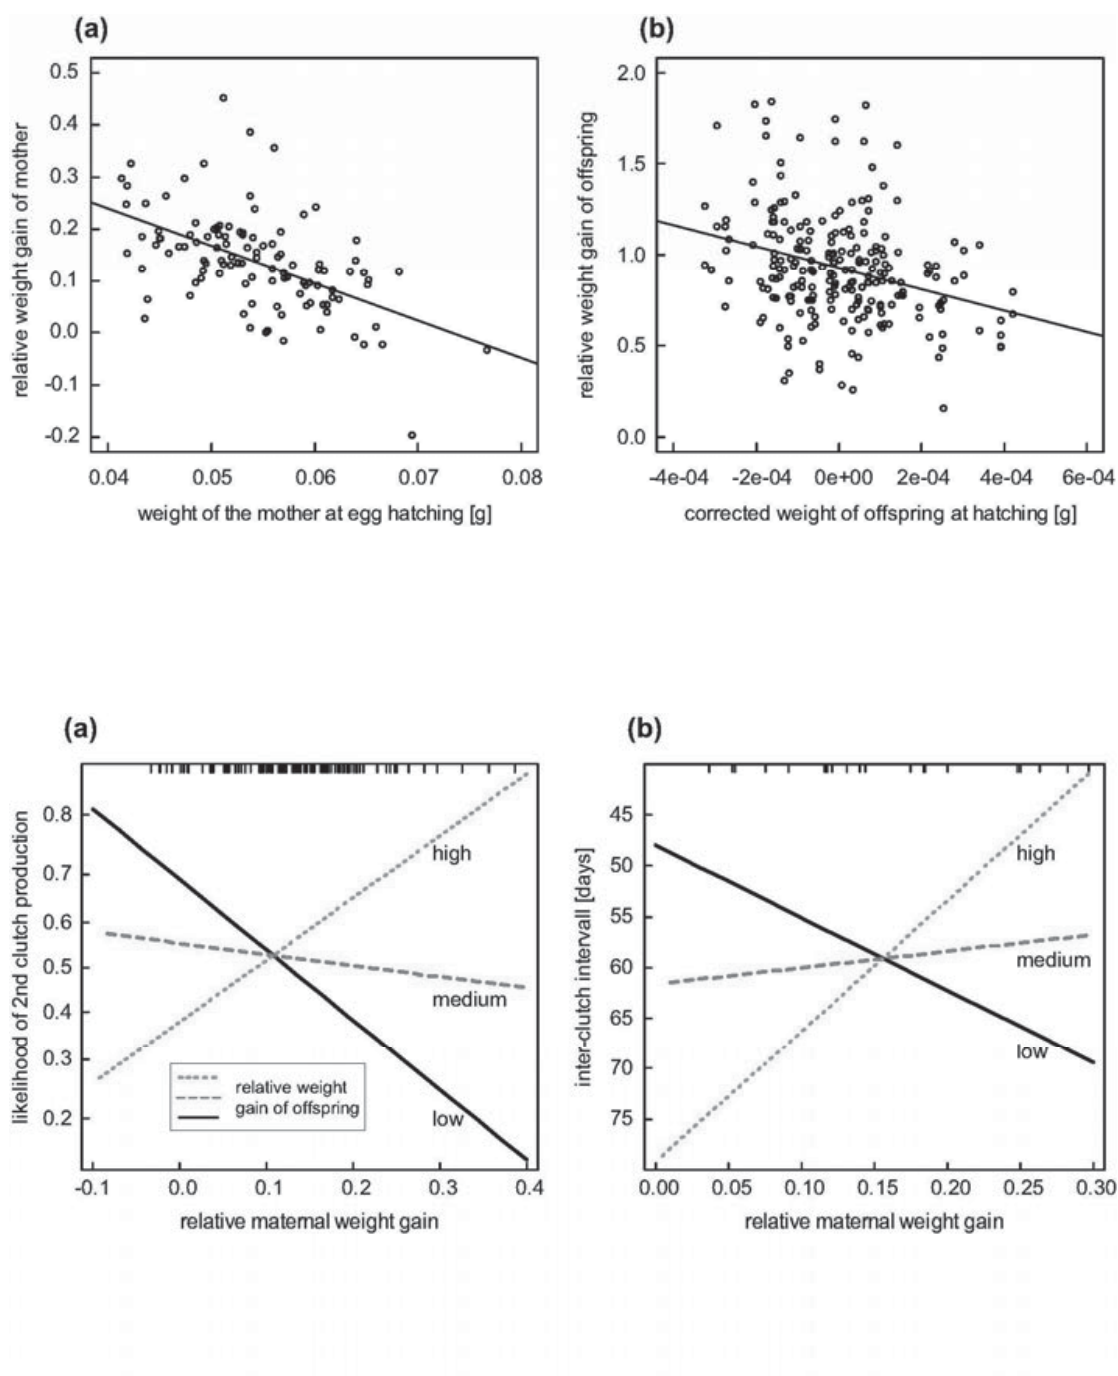 (a)
relative weight gain of mother
0.5
0.4
0.3
0.2
0.1
0.0
-0.1
-0.2
0.04 0.05 0.06 0.07 0.08
weight of the mother at egg hatching [g]
(b)
relative weight gain of offspring
2.0
1.5
1.0
0.5
0.0
-4e-04 -2e-04 0e+00 2e-04 4e-04 6e-04
corrected weight of offspring at hatching [g]
(a)
likelihood of 2nd clutch production
0.8
0.7
0.6
0.5
0.4
0.3
0.2
high
medium
low
relative weight
gain of offspring
-0.1 0.0 0.1 0.2 0.3 0.4
relative maternal weight gain
(b)
inter-clutch intervall [days]
45
50
55
60
65
70
75
high
medium
low
0.00 0.05 0.10 0.15 0.20 0.25 0.30
relative maternal weight gain